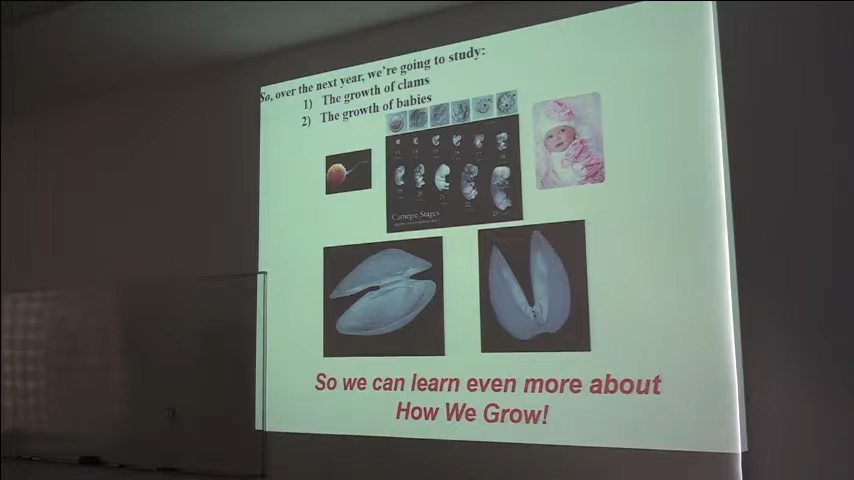 So, over the next year, we're going to study:
1) The growth of clams
2) The growth of babies
Carnegie Stages
So we can learn even more about
How We Grow!